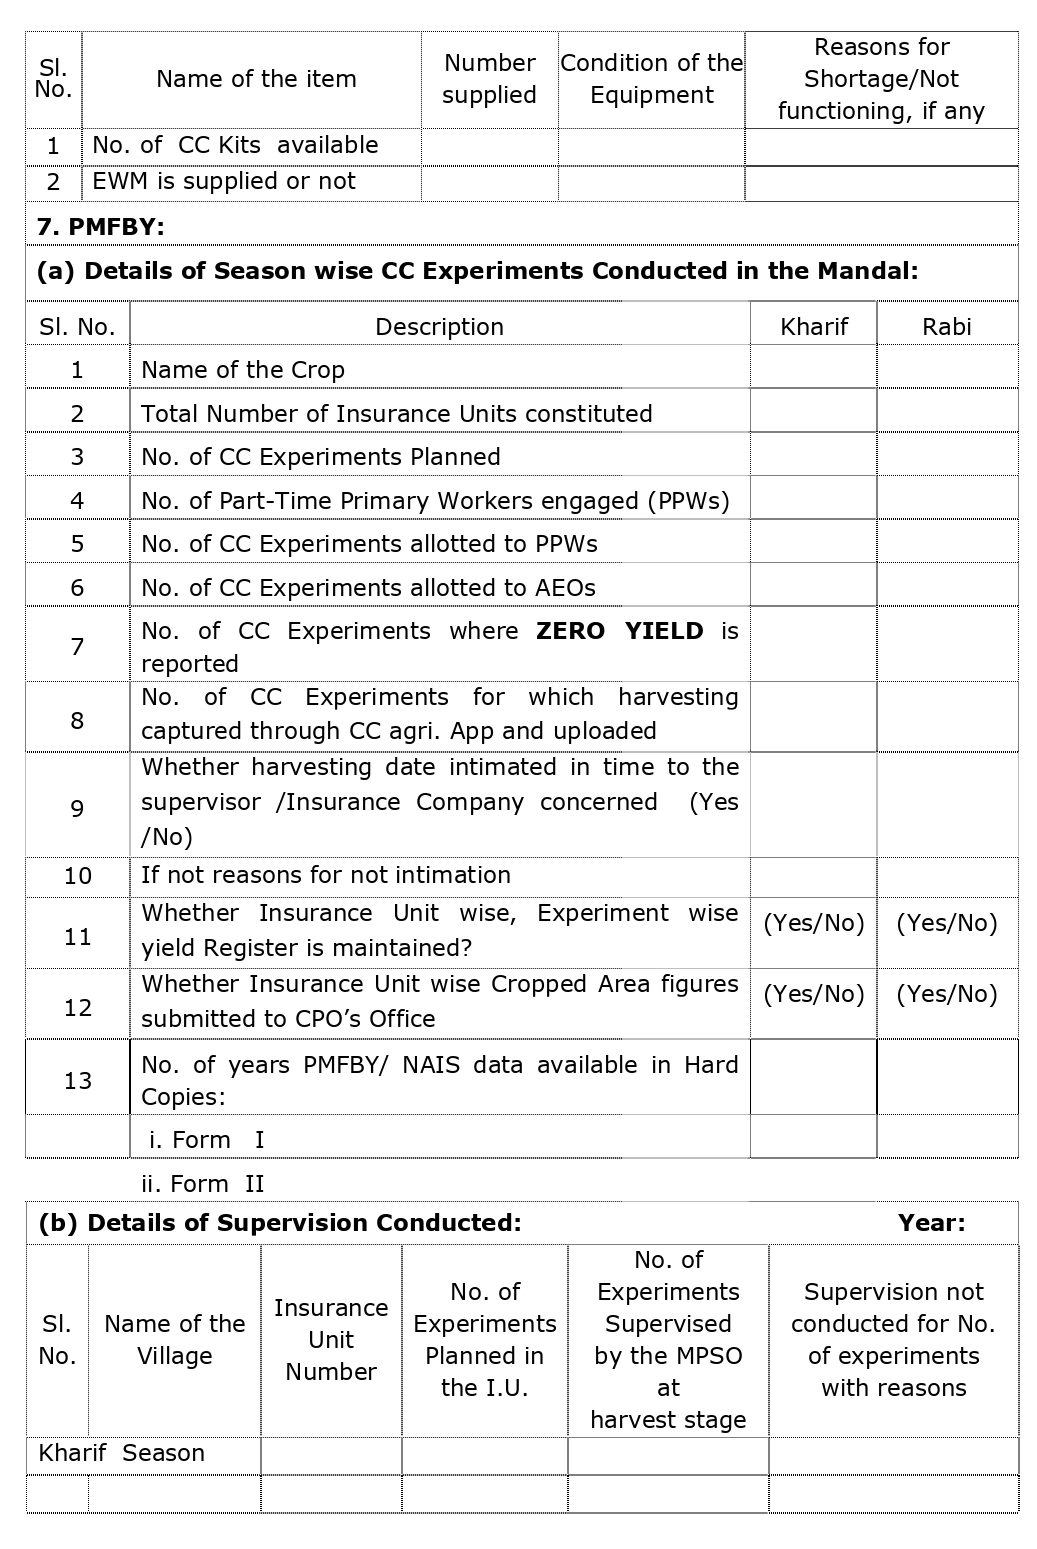 Sl. No. Name of the item Number supplied Condition of the Equipment Reasons for Shortage/Not functioning, if any
1 No. of CC Kits available
2 EWM is supplied or not
7. PMFBY:
(a) Details of Season wise CC Experiments Conducted in the Mandal:
Sl. No. Description Kharif Rabi
1 Name of the Crop
2 Total Number of Insurance Units constituted
3 No. of CC Experiments Planned
4 No. of Part-Time Primary Workers engaged (PPWs)
5 No. of CC Experiments allotted to PPWs
6 No. of CC Experiments allotted to AEOs
7 No. of CC Experiments where ZERO YIELD is
reported
8 No. of CC Experiments for which harvesting
captured through CC agri. App and uploaded
9 Whether harvesting date intimated in time to the
supervisor /Insurance Company concerned (Yes
/No)
10 If not reasons for not intimation
11 Whether Insurance Unit wise, Experiment wise
yield Register is maintained? (Yes/No) (Yes/No)
12 Whether Insurance Unit wise Cropped Area figures
submitted to CPO's Office (Yes/No) (Yes/No)
13 No. of years PMFBY/ NAIS data available in Hard
Copies:
i. Form I
ii. Form II
(b) Details of Supervision Conducted: Year:
Sl. No. Name of the Village Insurance Unit Number No. of Experiments Planned in the I.U. No. of Experiments Supervised by the MPSO at harvest stage Supervision not conducted for No. of experiments with reasons
Kharif Season